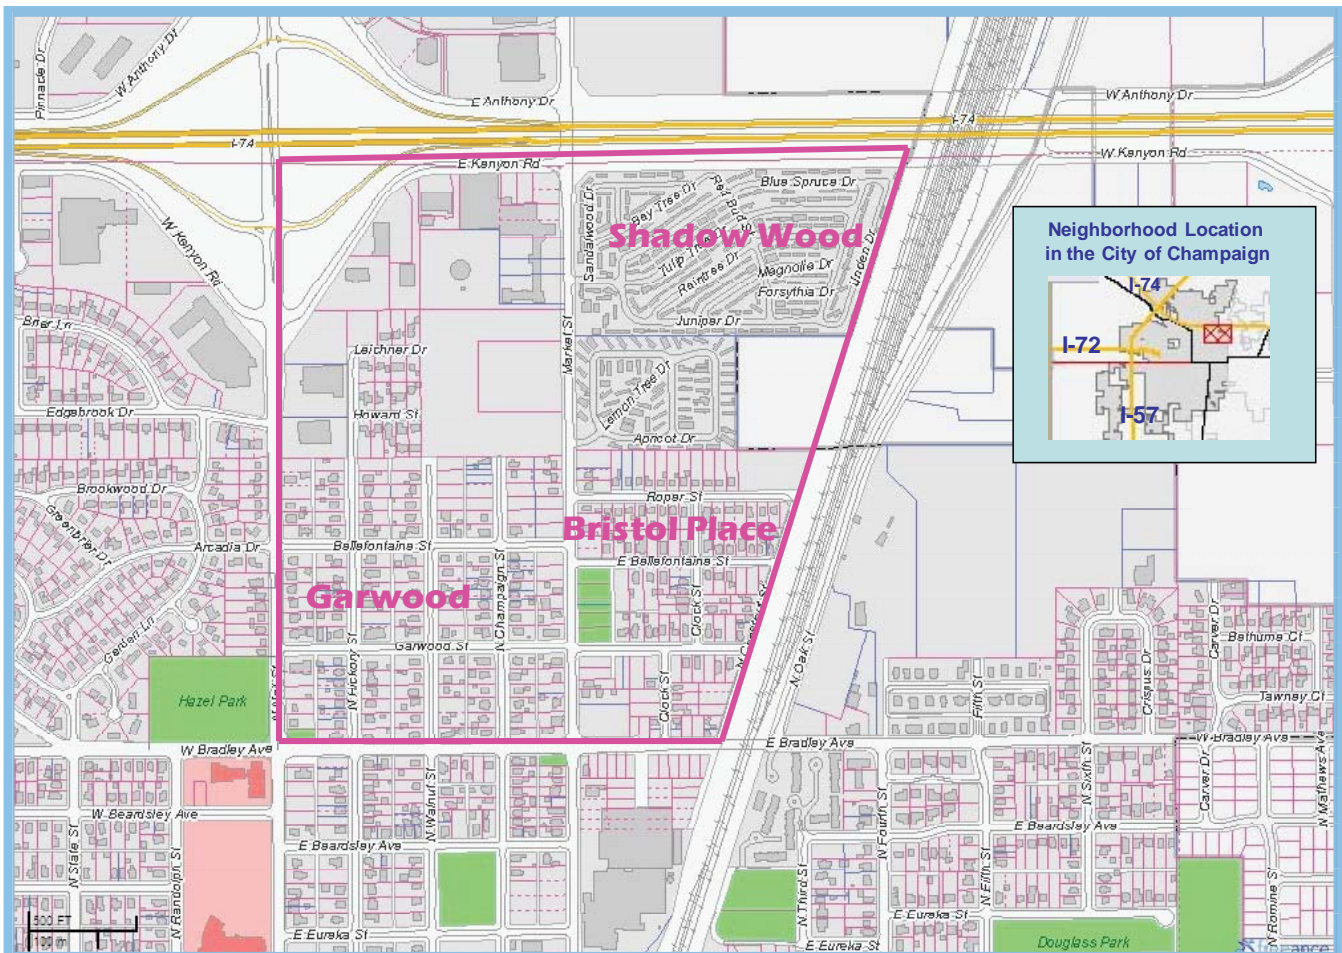 Pinnacle Dr
W Anthony Dr
E Anthony Dr
W Anthony Dr
I-74
I-74
E Kenyon Rd
W Kenyon Rd
W Kenyon Rd
Sandalwood Dr
Bay Tree Dr
Blue Spruce Dr
Shadow Wood
Raintree Dr
Magnolia Dr
Forsythia Dr
Linden Dr
Juniper Dr
Market St
Neighborhood Location
in the City of Champaign
I-74
I-72
I-57
Brier Ln
Leichner Dr
Lemon Tree Dr
Edgebrook Dr
Howard St
Apricot Dr
Brookwood Dr
Roper St
Greenbrier Dr
Bristol Place
Arcadia Dr
Bellefontaine St
E Bellefontaine St
Garwood
N Champaign St
Clock St
Garden Ln
Garwood St
N Hickory St
Clock St
N Oak St
Fifth St
Crispus Dr
Carver Dr
Bethume Ct
Tawney Ct
Hazel Park
W Bradley Ave
E Bradley Ave
W Bradley Ave
N Walnut St
N Sixth St
Carver Dr
N Mathews Ave
W Beardsley Ave
E Beardsley Ave
E Beardsley Ave
N State St
N Randolph St
N Third St
N Fourth St
N Fifth St
N Romine St
500 FT
100 m
E Eureka St
E Eureka St
E Eureka St
Douglass Park